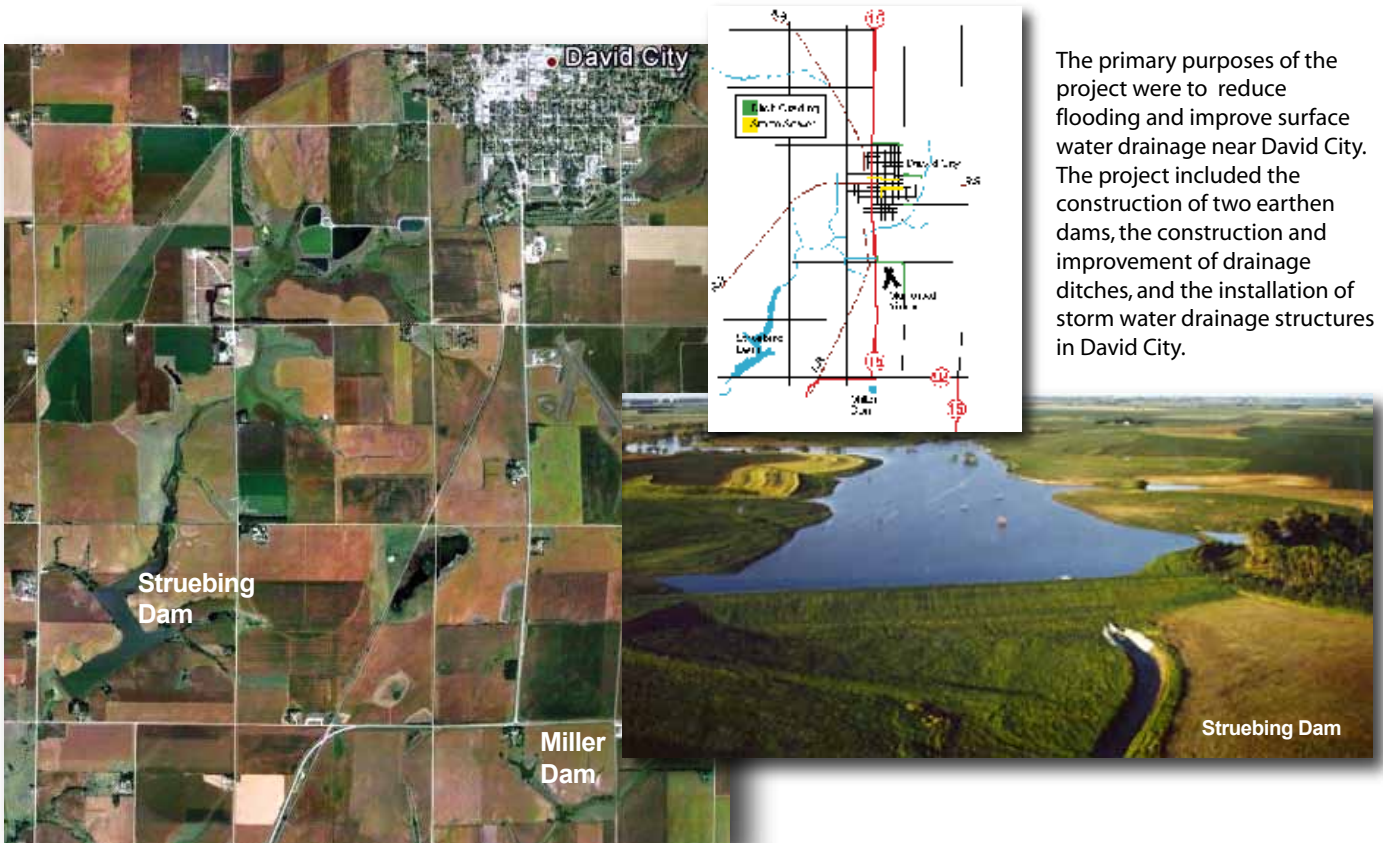 David City
The primary purposes of the
project were to reduce
flooding and improve surface
water drainage near David City.
The project included the
construction of two earthen
dams, the construction and
improvement of drainage
ditches, and the installation of
storm water drainage structures
in David City.
15
David City
15
15
Miller
Struebing
Dam
Miller
Dam
Struebing Dam